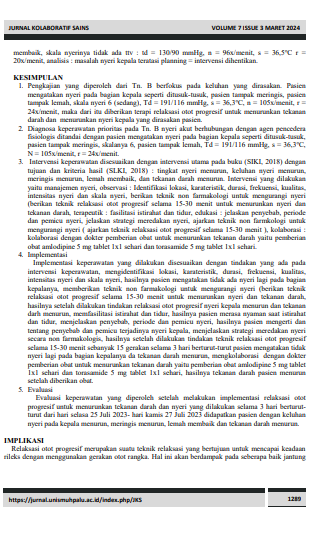 JURNAL KOLABORATIF SAINS VOLUME 7 ISSUE 3 MARET 2024
membaik, skala nyerinya tidak ada ttv : td = 130/90 mmHg, n = 96x/menit, s = 36,5°C r =
20x/menit, analisis : masalah nyeri kepala teratasi planning = intervensi dihentikan.
KESIMPULAN
1. Pengkajian yang diperoleh dari Tn. B berfokus pada keluhan yang dirasakan. Pasien
mengatakan nyeri pada bagian kepala seperti ditusuk-tusuk, pasien tampak meringis, pasien
tampak lemah, skala nyeri 6 (sedang), Td = 191/116 mmHg, s = 36,3°C, n = 105x/menit, r =
24x/menit, maka dari itu diberikan terapi relaksasi otot progresif untuk menurunkan tekanan
darah dan menurunkan nyeri kepala yang dirasakan pasien.
2. Diagnosa keperawatan prioritas pada Tn. B nyeri akut berhubungan dengan agen pencedera
fisiologis ditandai dengan pasien mengatakan nyeri pada bagian kepala seperti ditusuk-tusuk,
pasien tampak meringis, skalanya 6, pasien tampak lemah, Td = 191/116 mmHg, s = 36,3°C,
N = 105x/menit, r = 24x/menit.
3. Intervensi keperawatan disesuaikan dengan intervensi utama pada buku (SIKI, 2018) dengan
tujuan dan kriteria hasil (SLKI, 2018) : tingkat nyeri menurun, keluhan nyeri menurun,
meringis menurun, lemah membaik, dan tekanan darah menurun. Intervensi yang dilakukan
yaitu manajemen nyeri, observasi : Identifikasi lokasi, karateristik, durasi, frekuensi, kualitas,
intensitas nyeri dan skala nyeri, berikan teknik non farmakologi untuk mengurangi nyeri
(berikan teknik relaksasi otot progresif selama 15-30 menit untuk menurunkan nyeri dan
tekanan darah, terapeutik : fasilitasi istirahat dan tidur, edukasi : jelaskan penyebab, periode
dan pemicu nyeri, jelaskan strategi meredakan nyeri, ajarkan teknik non farmkologi untuk
mengurangi nyeri ( ajarkan teknik relaksasi otot progresif selama 15-30 menit ), kolaborasi :
kolaborasi dengan dokter pemberian obat untuk menurunkan tekanan darah yaitu pemberian
obat amlodipine 5 mg tablet 1x1 sehari dan torasamide 5 mg tablet 1x1 sehari.
4. Implementasi
Implementasi keperawatan yang dilakukan disesuaikan dengan tindakan yang ada pada
intervensi keperawatan, mengidentifikasi lokasi, karateristik, durasi, frekuensi, kualitas,
intensitas nyeri dan skala nyeri, hasilnya pasien mengatakan tidak ada nyeri lagi pada bagian
kepalanya, memberikan teknik non farmakologi untuk mengurangi nyeri (berikan teknik
relaksasi otot progresif selama 15-30 menit untuk menurunkan nyeri dan tekanan darah,
hasilnya setelah dilakukan tindakan relaksasi otot progresif nyeri kepala menurun dan tekanan
darh menurun, memfasilitasi istirahat dan tidur, hasilnya pasien merasa nyaman saat istirahat
dan tidur, menjelaskan penyebab, periode dan pemicu nyeri, hasilnya pasien mengerti dan
tentang penyebab dan pemicu terjadinya nyeri kepala, menjelaskan strategi meredakan nyeri
secara non farmakologis, hasilnya setelah dilakukan tindakan teknik relaksasi otot progresif
selama 15-30 menit sebanyak 15 gerakan selama 3 hari berturut-turut pasien mengatakan tidak
nyeri lagi pada bagian kepalanya da tekanan darah menurun, mengkolaborasi dengan dokter
pemberian obat untuk menurunkan tekanan darah yaitu pemberian obat amlodipine 5 mg tablet
1x1 sehari dan torasamide 5 mg tablet 1x1 sehari, hasilnya tekanan darah pasien menurun
setelah diberikan obat.
5. Evaluasi
Evaluasi keperawatan yang diperoleh setelah melakukan implementasi relaksasi otot
progresif untuk menurunkan tekanan darah dan nyeri yang dilakukan selama 3 hari berturut-
turut dari hari selasa 25 Juli 2023- hari kamis 27 Juli 2023 didapatkan pasien dengan keluhan
nyeri pada kepala menurun, meringis menurun, lemah membaik dan tekanan darah menurun.
IMPLIKASI
Relaksasi otot progresif merupakan suatu teknik relaksasi yang bertujuan untuk mencapai keadaan
rileks dengan menggunakan gerakan otot rangka. Hal ini akan berdampak pada seberapa baik jantung
https://jurnal.unismuhpalu.ac.id/index.php/JKS 1289